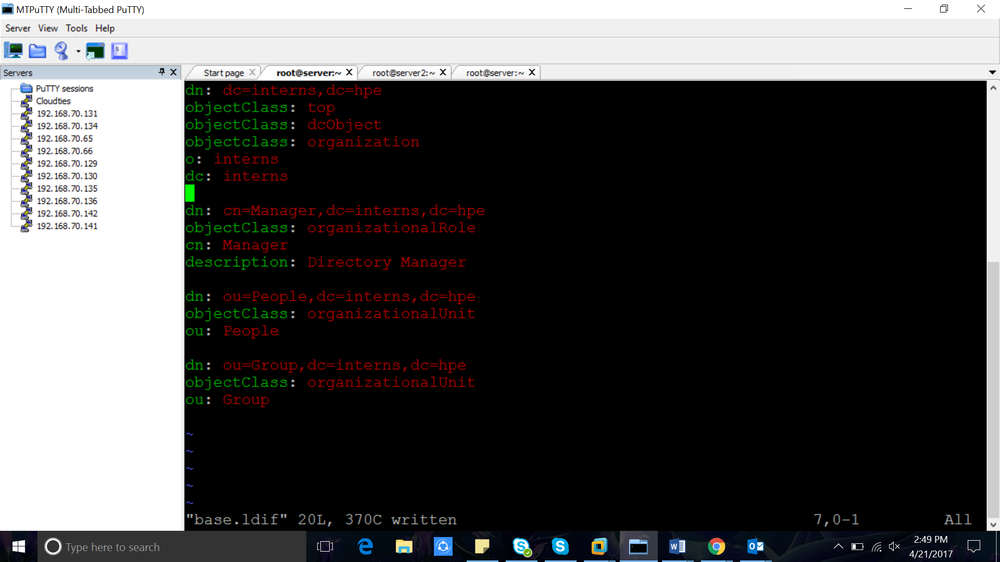 MTPuTTY (Multi-Tabbed PuTTY)
Server View Tools Help
Servers
PuTTY sessions
Cloudties
192.168.70.131
192.168.70.134
192.168.70.65
192.168.70.66
192.168.70.129
192.168.70.130
192.168.70.135
192.168.70.136
192.168.70.142
192.168.70.141
Start page root@server:~ root@server2:~ root@server:~
dn: dc=interns,dc=hpe
objectClass: top
objectClass: dcObject
objectclass: organization
o: interns
dc: interns
dn: cn=Manager,dc=interns,dc=hpe
objectClass: organizationalRole
cn: Manager
description: Directory Manager
dn: ou=People,dc=interns,dc=hpe
objectClass: organizationalUnit
ou: People
dn: ou=Group,dc=interns,dc=hpe
objectClass: organizationalUnit
ou: Group
~
~
~
~
~
"base.ldif" 20L, 370C written 7,0-1 All
Type here to search
2:49 PM
4/21/2017